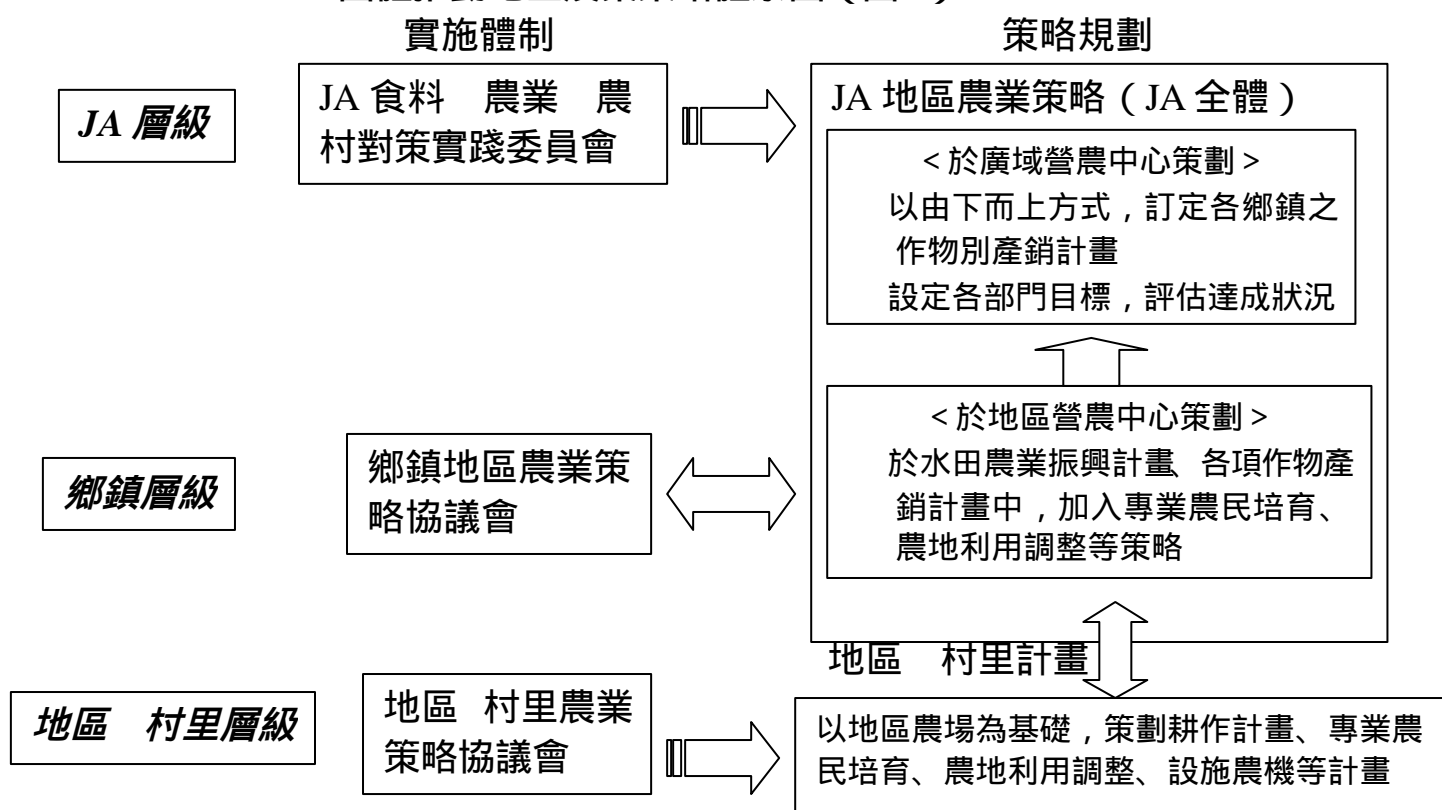 實施體制
策略規劃
JA 層級
JA 食料 農業 農
村對策實踐委員會
JA 地區農業策略（JA 全體）
＜於廣域營農中心策劃＞
以由下而上方式，訂定各鄉鎮之
作物別產銷計畫
設定各部門目標，評估達成狀況
鄉鎮層級
鄉鎮地區農業策
略協議會
＜於地區營農中心策劃＞
於水田農業振興計畫、各項作物產
銷計畫中，加入專業農民培育、
農地利用調整等策略
地區 村里計畫
地區 村里層級
地區 村里農業
策略協議會
以地區農場為基礎，策劃耕作計畫、專業農
民培育、農地利用調整、設施農機等計畫